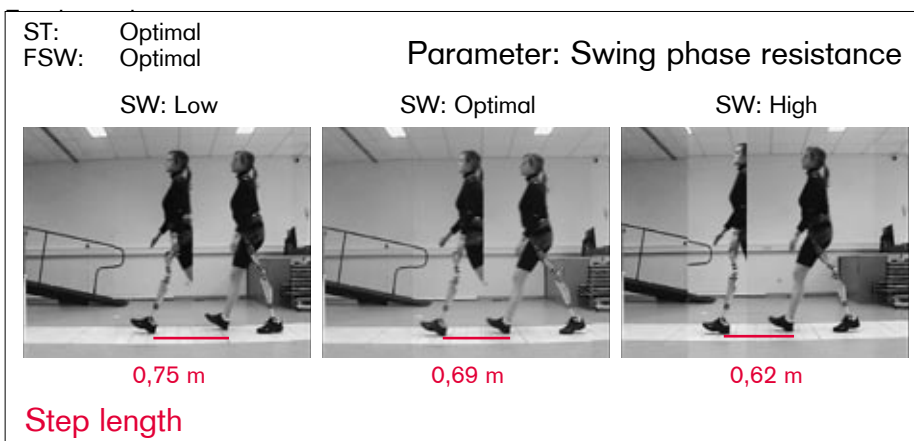 ST: Optimal
FSW: Optimal
Parameter: Swing phase resistance
SW: Low
SW: Optimal
SW: High
0,75 m
0,69 m
0,62 m
Step length